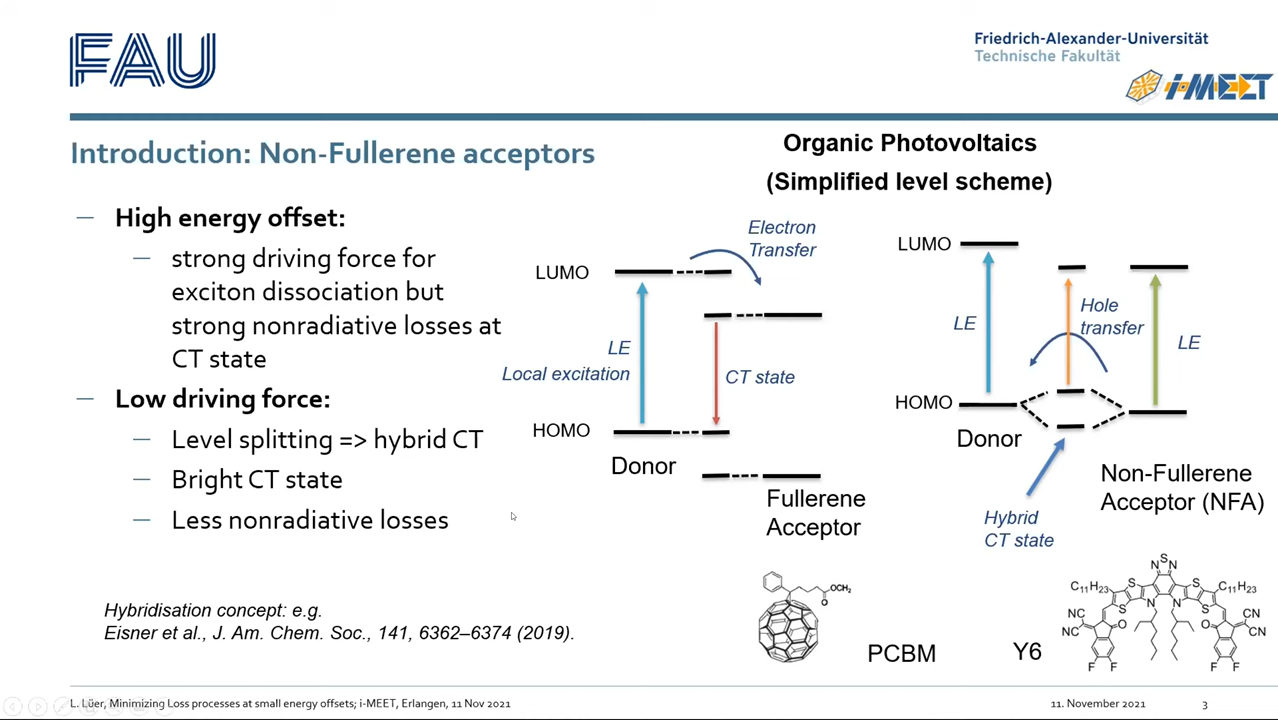 FAU
Friedrich-Alexander-Universität
Technische Fakultät
i-MEET
Introduction: Non-Fullerene acceptors
— High energy offset:
— strong driving force for
exciton dissociation but
strong nonradiative losses at
CT state
— Low driving force:
— Level splitting => hybrid CT
— Bright CT state
— Less nonradiative losses
Hybridisation concept: e.g.
Eisner et al., J. Am. Chem. Soc., 141, 6362–6374 (2019).
Organic Photovoltaics
(Simplified level scheme)
Electron
Transfer
LUMO
LE
Local excitation
CT state
HOMO
Donor
Fullerene
Acceptor
LUMO
LE
Hole
transfer
LE
HOMO
Donor
Non-Fullerene
Acceptor (NFA)
Hybrid
CT state
OCH3
O
PCBM
Y6
S
N N
C11H23 S S C11H23
S N N S
NC O O CN
NC CN
F F F F
L. Lüer, Minimizing Loss processes at small energy offsets; i-MEET, Erlangen, 11 Nov 2021
11. November 2021
3